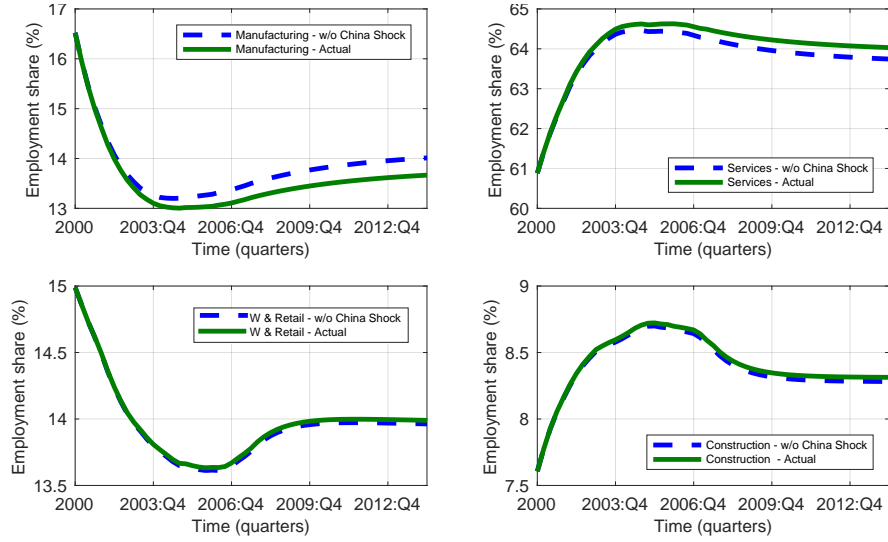 Employment share (%)
17
16
15
14
13
Manufacturing - w/o China Shock
Manufacturing - Actual
2000 2003:Q4 2006:Q4 2009:Q4 2012:Q4
Time (quarters)
Employment share (%)
65
64
63
62
61
60
Services - w/o China Shock
Services - Actual
2000 2003:Q4 2006:Q4 2009:Q4 2012:Q4
Time (quarters)
Employment share (%)
15
14.5
14
13.5
W & Retail - w/o China Shock
W & Retail - Actual
2000 2003:Q4 2006:Q4 2009:Q4 2012:Q4
Time (quarters)
Employment share (%)
9
8.5
8
7.5
Construction - w/o China Shock
Construction - Actual
2000 2003:Q4 2006:Q4 2009:Q4 2012:Q4
Time (quarters)